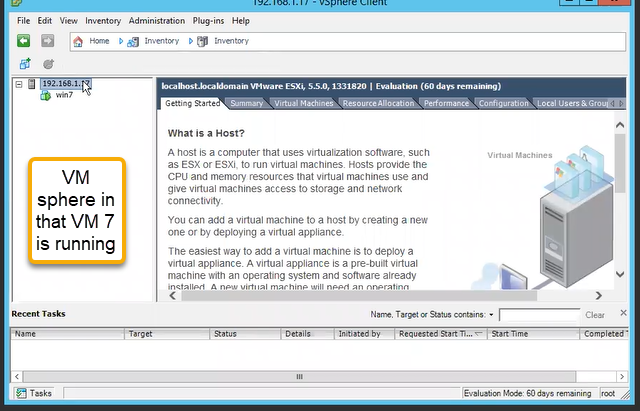 192.168.1.17 - vSphere Client
File Edit View Inventory Administration Plug-ins Help
Home Inventory Inventory
192.168.1.17
win7
localhost.localdomain VMware ESXi, 5.5.0, 1331820 | Evaluation (60 days remaining)
Getting Started Summary Virtual Machines Resource Allocation Performance Configuration Local Users & Group
What is a Host?
A host is a computer that uses virtualization software, such
as ESX or ESXi, to run virtual machines. Hosts provide the
CPU and memory resources that virtual machines use and
give virtual machines access to storage and network
connectivity.
You can add a virtual machine to a host by creating a new
one or by deploying a virtual appliance.
The easiest way to add a virtual machine is to deploy a
virtual appliance. A virtual appliance is a pre-built virtual
machine with an operating system and software already
installed. A new virtual machine will need an operating
Virtual Machines
VM
sphere in
that VM 7
is running
Recent Tasks
Name, Target or Status contains:
Clear
Name Target Status Details Initiated by Requested Start Ti... Start Time Completed T
Tasks
Evaluation Mode: 60 days remaining root